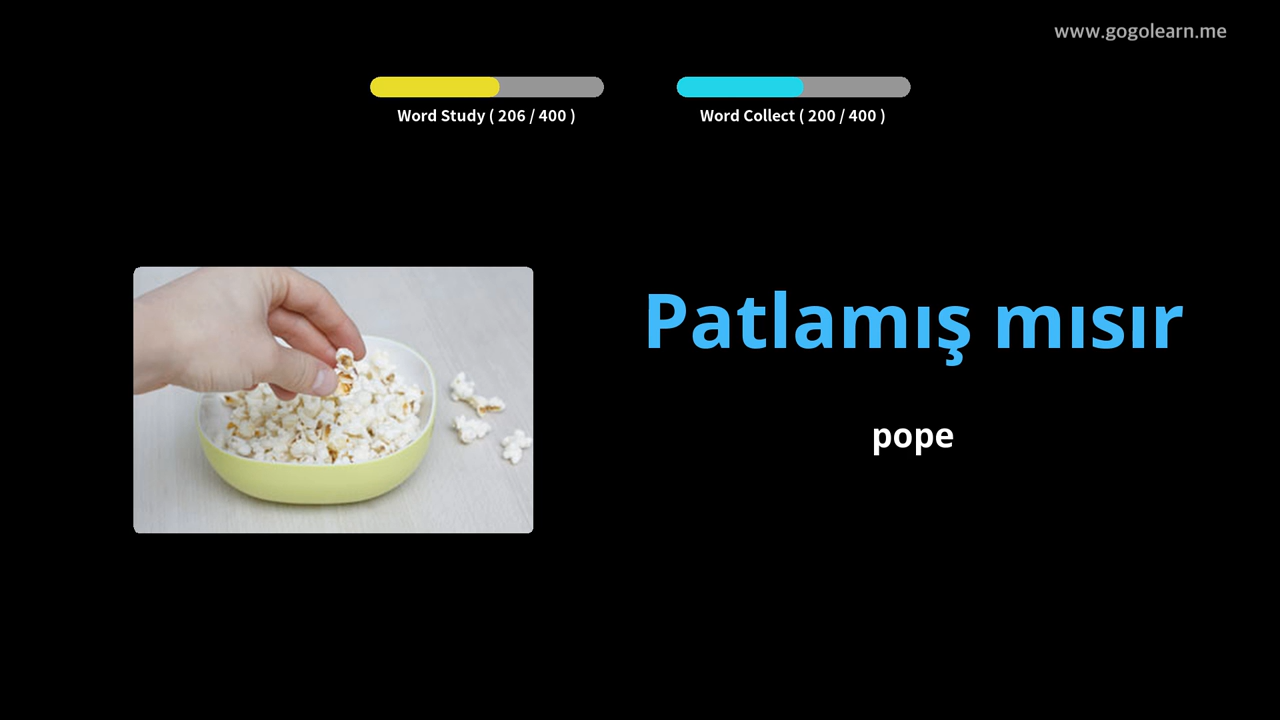 www.gogolearn.me
Word Study ( 206 / 400 )
Word Collect ( 200 / 400 )
Patlamış mısır
pope